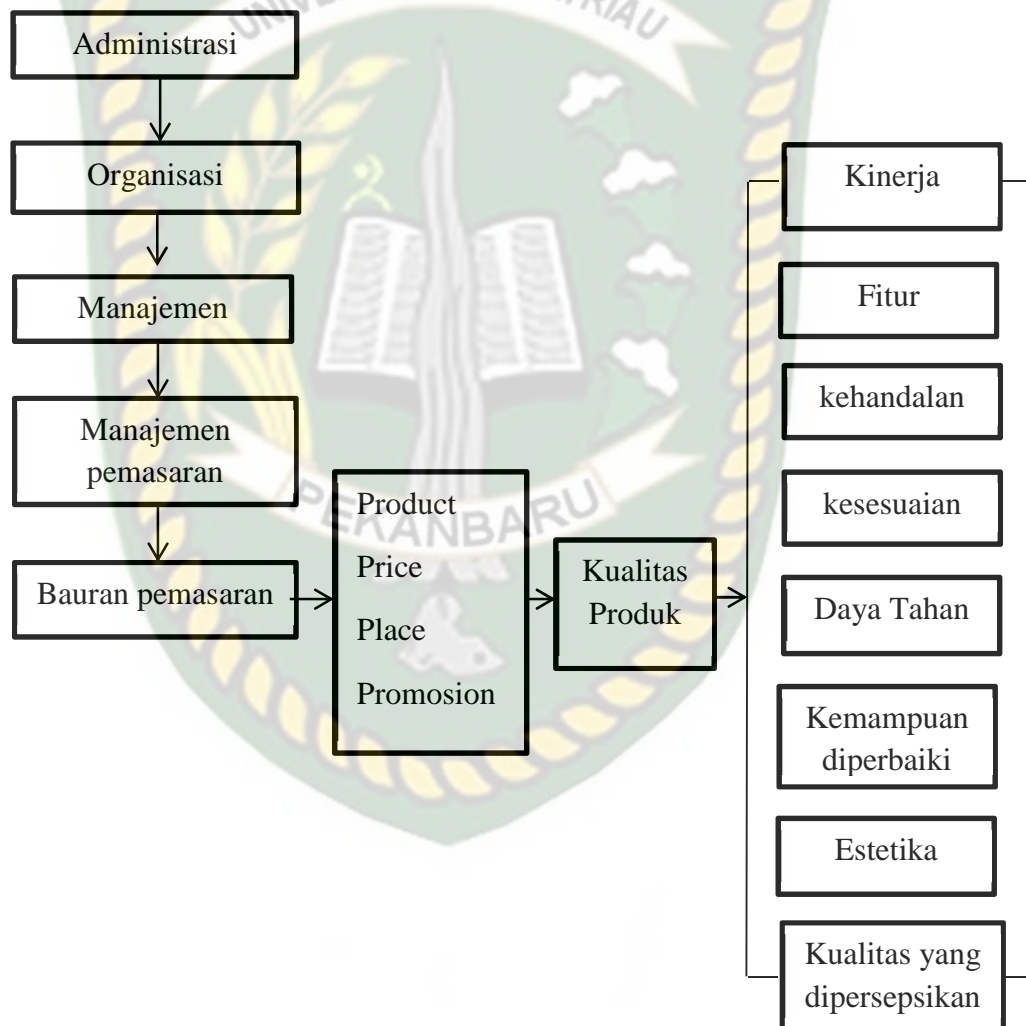 Administrasi
Organisasi
Manajemen
Manajemen
pemasaran
Bauran pemasaran
Product
Price
Place
Promosion
Kualitas
Produk
Kinerja
Fitur
kehandalan
kesesuaian
Daya Tahan
Kemampuan
diperbaiki
Estetika
Kualitas yang
dipersepsikan
PEKANBARU